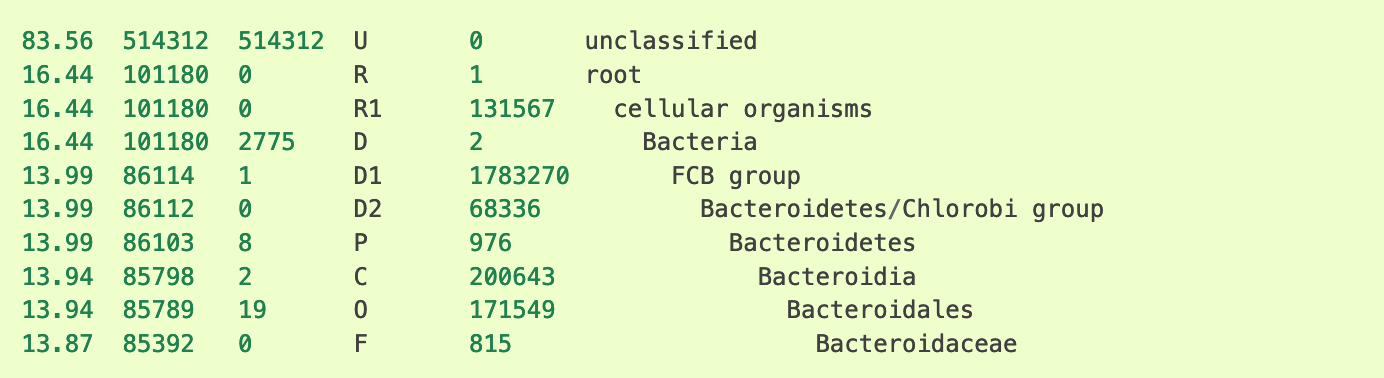 83.56 514312 514312 U 0 unclassified
16.44 101180 0 R 1 root
16.44 101180 0 R1 131567 cellular organisms
16.44 101180 2775 D 2 Bacteria
13.99 86114 1 D1 1783270 FCB group
13.99 86112 0 D2 68336 Bacteroidetes/Chlorobi group
13.99 86103 8 P 976 Bacteroidetes
13.94 85798 2 C 200643 Bacteroidia
13.94 85789 19 O 171549 Bacteroidales
13.87 85392 0 F 815 Bacteroidaceae